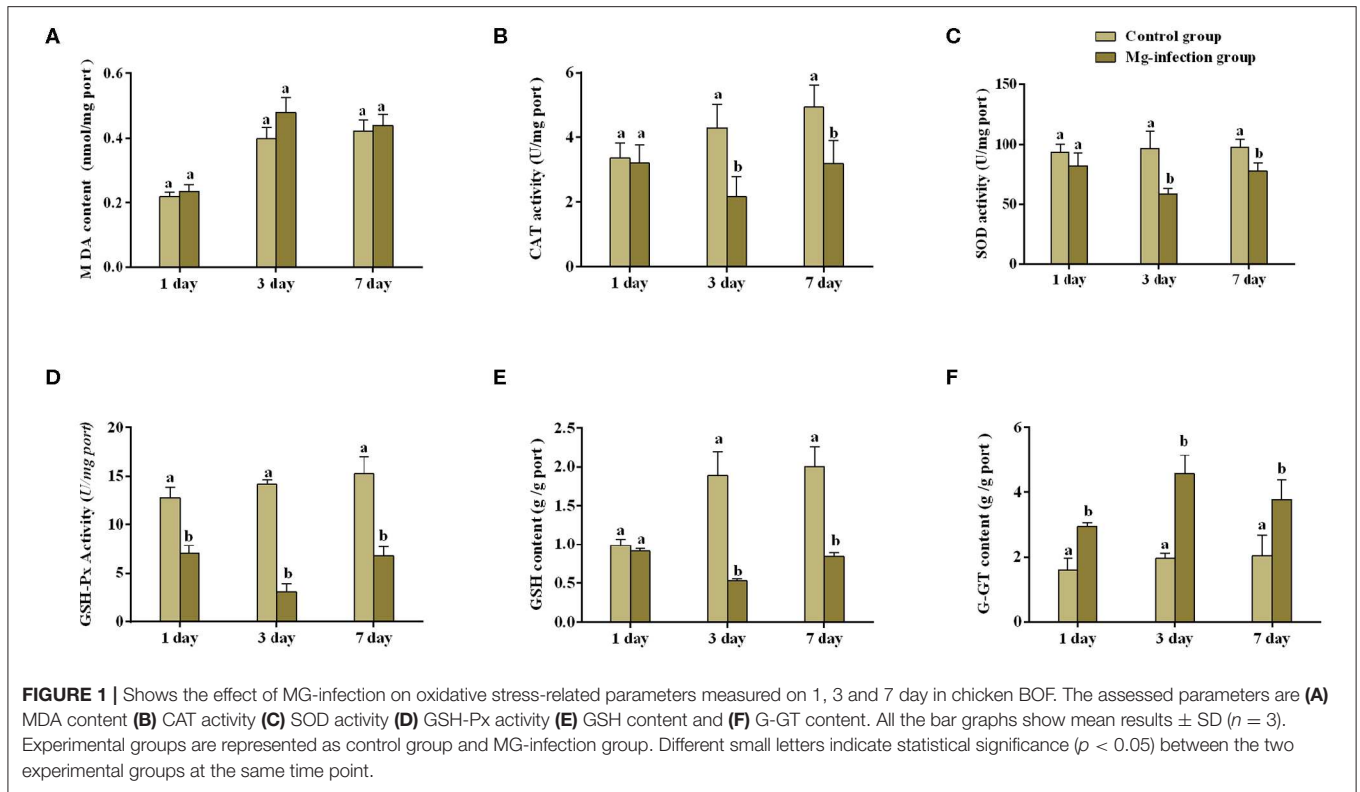 A
B
C
Control group
Mg-infection group
MDA content (nmol/mg port)
0.6
0.4
0.2
0.0
a a a a a a
1 day 3 day 7 day
CAT activity (U/mg port)
6
4
2
0
a a a b a b
1 day 3 day 7 day
SOD activity (U/mg port)
150
100
50
0
a a a b a b
1 day 3 day 7 day
D
E
F
GSH-Px Activity (U/mg port)
20
15
10
5
0
a b a b a b
1 day 3 day 7 day
GSH content (g /g port )
2.5
2.0
1.5
1.0
0.5
0.0
a a a b a b
1 day 3 day 7 day
G-GT content (g /g port )
6
4
2
0
a b a b a b
1 day 3 day 7 day
FIGURE 1 | Shows the effect of MG-infection on oxidative stress-related parameters measured on 1, 3 and 7 day in chicken BOF. The assessed parameters are (A)
MDA content (B) CAT activity (C) SOD activity (D) GSH-Px activity (E) GSH content and (F) G-GT content. All the bar graphs show mean results ± SD (n = 3).
Experimental groups are represented as control group and MG-infection group. Different small letters indicate statistical significance (p < 0.05) between the two
experimental groups at the same time point.